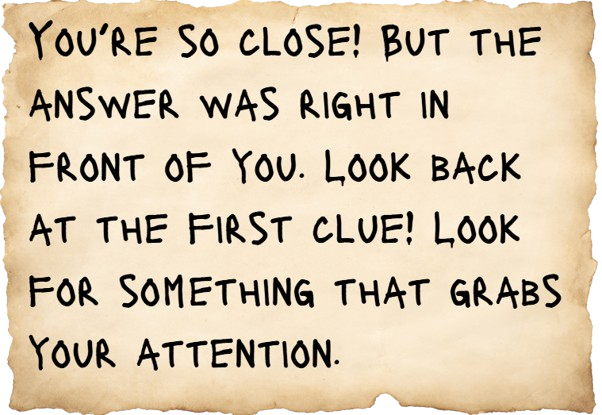 You're so close! But the
answer was right in
front of you. Look back
at the first clue! Look
for something that grabs
your attention.